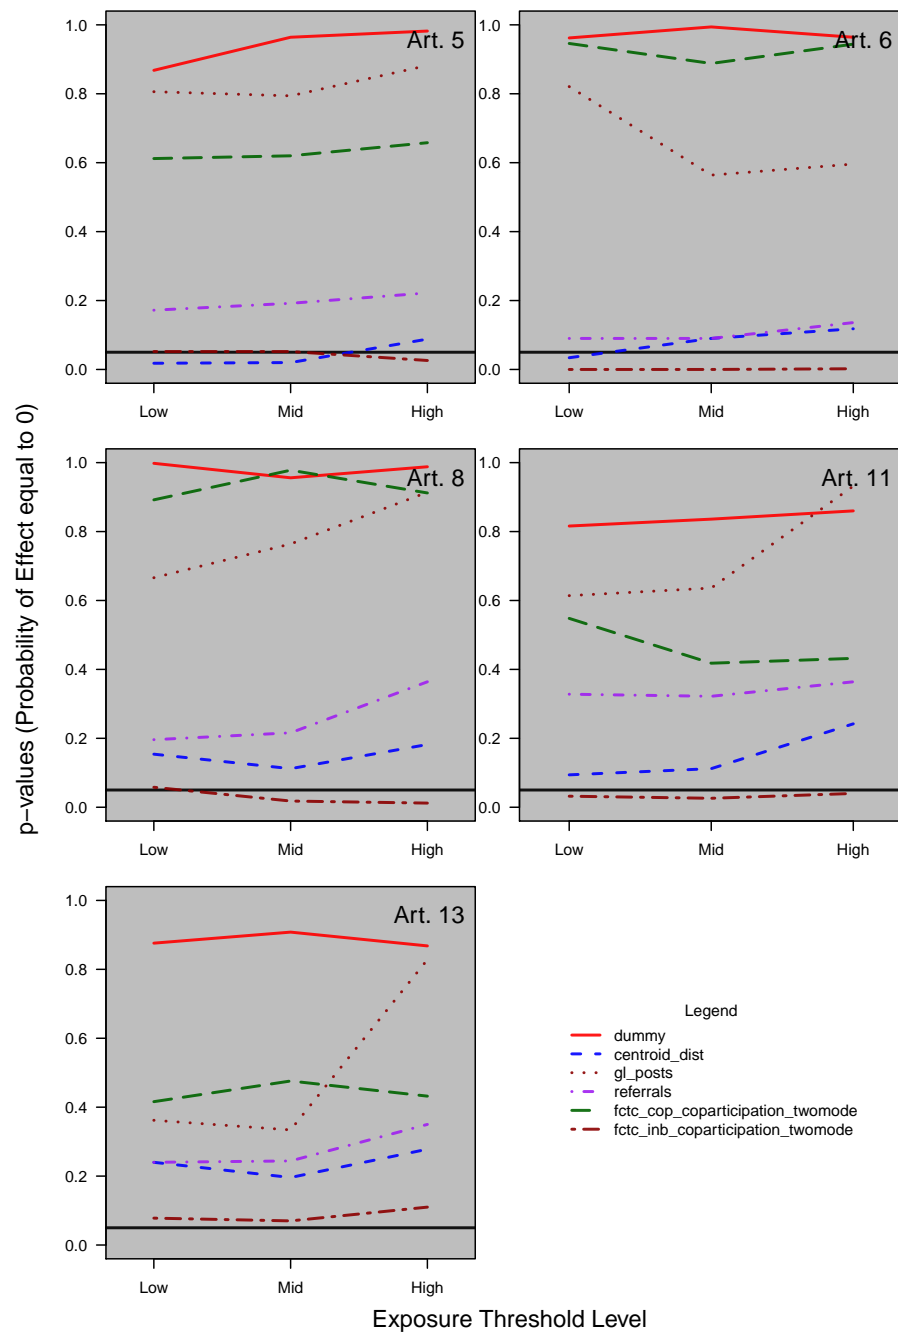 p−values (Probability of Effect equal to 0)
Art. 5
1.0
0.8
0.6
0.4
0.2
0.0
Low Mid High
Art. 6
1.0
0.8
0.6
0.4
0.2
0.0
Low Mid High
Art. 8
1.0
0.8
0.6
0.4
0.2
0.0
Low Mid High
Art. 11
1.0
0.8
0.6
0.4
0.2
0.0
Low Mid High
Art. 13
1.0
0.8
0.6
0.4
0.2
0.0
Low Mid High
Legend
dummy
centroid_dist
gl_posts
referrals
fctc_cop_coparticipation_twomode
fctc_inb_coparticipation_twomode
Exposure Threshold Level